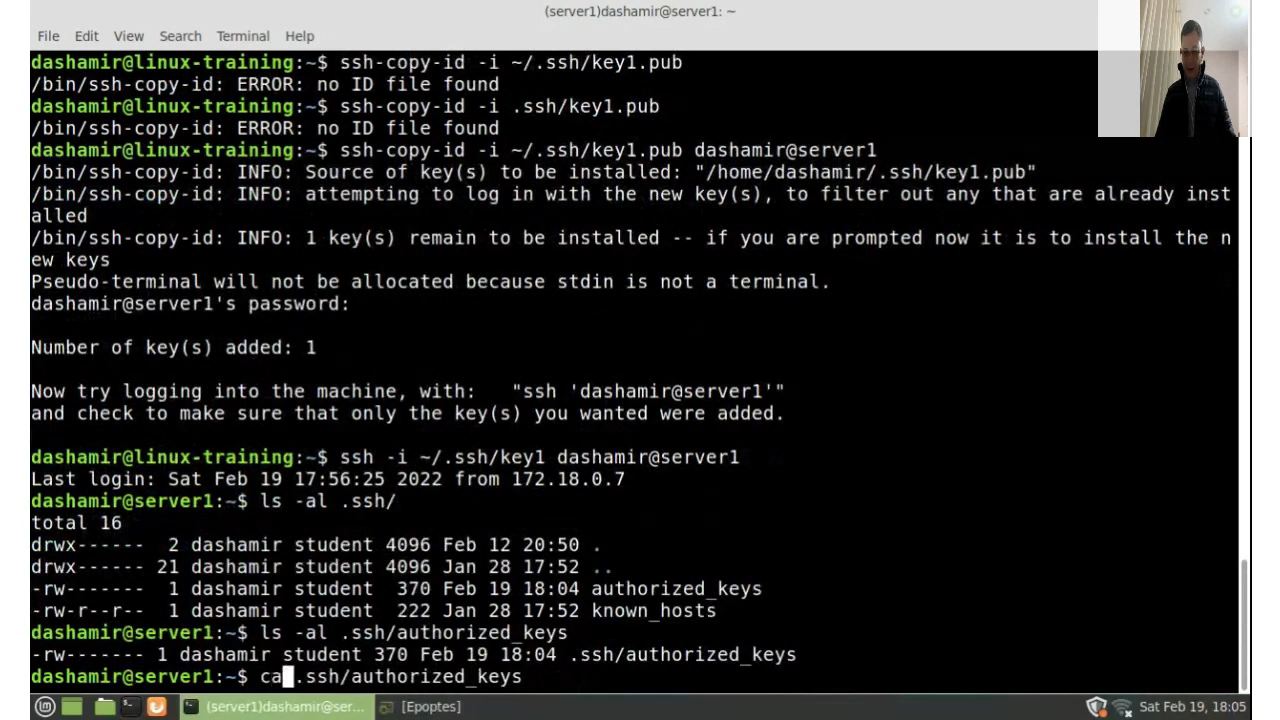 (server1)dashamir@server1: ~
File Edit View Search Terminal Help
dashamir@linux-training:~$ ssh-copy-id -i ~/.ssh/key1.pub
/bin/ssh-copy-id: ERROR: no ID file found
dashamir@linux-training:~$ ssh-copy-id -i .ssh/key1.pub
/bin/ssh-copy-id: ERROR: no ID file found
dashamir@linux-training:~$ ssh-copy-id -i ~/.ssh/key1.pub dashamir@server1
/bin/ssh-copy-id: INFO: Source of key(s) to be installed: "/home/dashamir/.ssh/key1.pub"
/bin/ssh-copy-id: INFO: attempting to log in with the new key(s), to filter out any that are already inst
alled
/bin/ssh-copy-id: INFO: 1 key(s) remain to be installed -- if you are prompted now it is to install the n
ew keys
Pseudo-terminal will not be allocated because stdin is not a terminal.
dashamir@server1's password:
Number of key(s) added: 1
Now try logging into the machine, with:   "ssh 'dashamir@server1'"
and check to make sure that only the key(s) you wanted were added.
dashamir@linux-training:~$ ssh -i ~/.ssh/key1 dashamir@server1
Last login: Sat Feb 19 17:56:25 2022 from 172.18.0.7
dashamir@server1:~$ ls -al .ssh/
total 16
drwx------  2 dashamir student 4096 Feb 12 20:50 .
drwx------ 21 dashamir student 4096 Jan 28 17:52 ..
-rw-------  1 dashamir student  370 Feb 19 18:04 authorized_keys
-rw-r--r--  1 dashamir student  222 Jan 28 17:52 known_hosts
dashamir@server1:~$ ls -al .ssh/authorized_keys
-rw------- 1 dashamir student 370 Feb 19 18:04 .ssh/authorized_keys
dashamir@server1:~$ ca .ssh/authorized_keys
(server1)dashamir@ser... [Epoptes] Sat Feb 19, 18:05